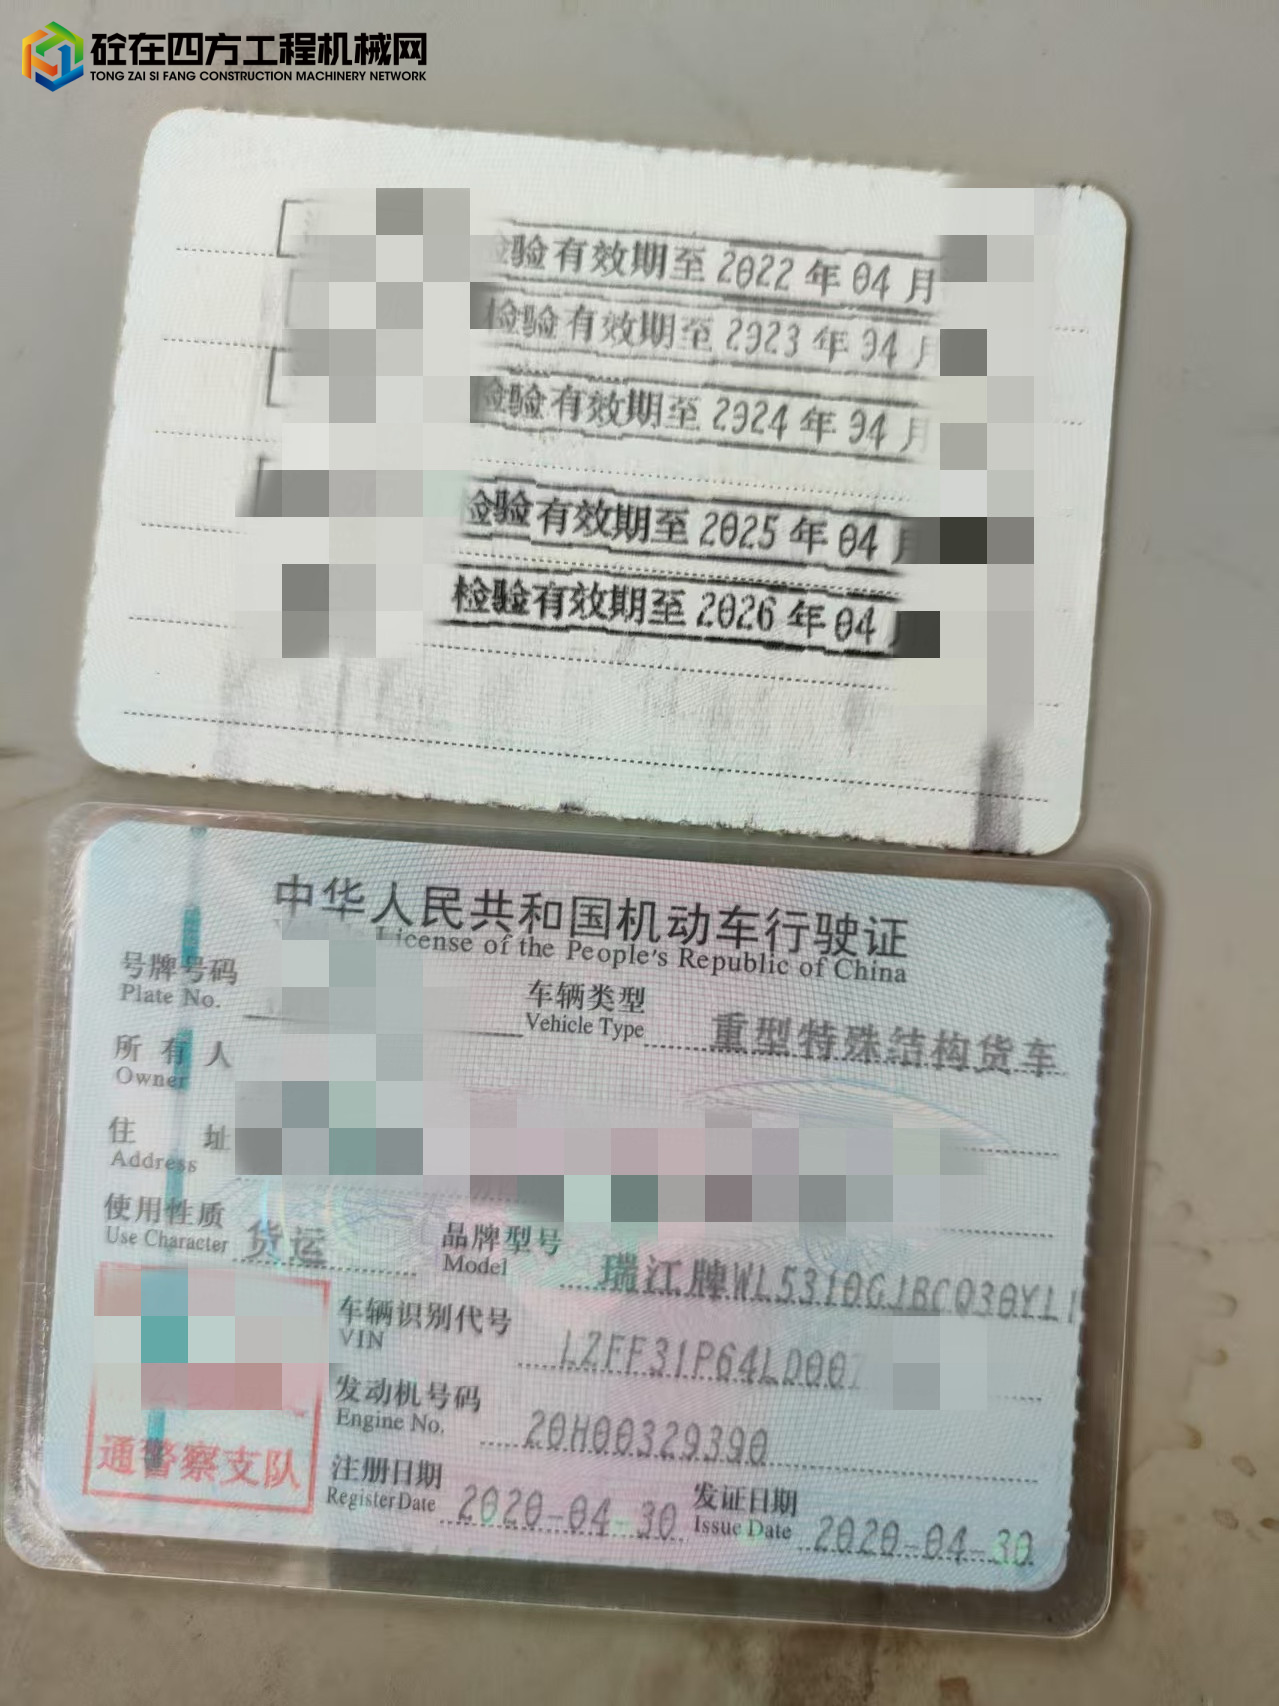 砼在四方工程机械网
TONG ZAI SI FANG CONSTRUCTION MACHINERY NETWORK
检验有效期至2022年04月
检验有效期至2023年04月
检验有效期至2024年04月
检验有效期至2025年04月
检验有效期至2026年04月
中华人民共和国机动车行驶证
License of the People's Republic of China
号牌号码
Plate No.
车辆类型
Vehicle Type
重型特殊结构货车
所有人
Owner
住址
Address
使用性质
Use Character
货运
品牌型号
Model
瑞江牌WL5310GJBCQ30YL1
车辆识别代号
VIN
LZFF31P64LD007
发动机号码
Engine No.
20H00329390
通警察支队
注册日期
Register Date
2020-04-30
发证日期
Issue Date
2020-04-30